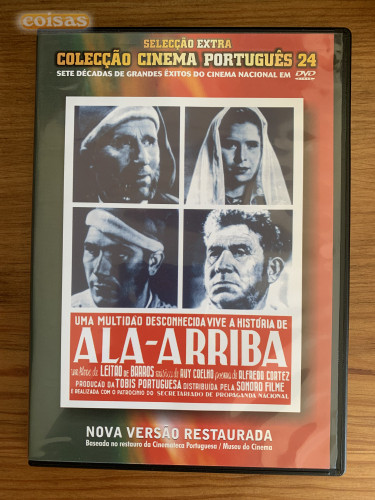 coisas
SELECÇÃO EXTRA
COLECÇÃO CINEMA PORTUGUÊS 24
SETE DÉCADAS DE GRANDES ÊXITOS DO CINEMA NACIONAL EM DVD
UMA MULTIDÃO DESCONHECIDA VIVE A HISTÓRIA DE
ALA-ARRIBA
um filme de LEITÃO DE BARROS música de RUY COELHO poema de ALFREDO CORTEZ
PRODUÇÃO DA TOBIS PORTUGUESA DISTRIBUÍDA PELA SONORO FILME
E REALIZADA COM O PATROCÍNIO DO SECRETARIADO DE PROPAGANDA NACIONAL
NOVA VERSÃO RESTAURADA
Baseada no restauro da Cinemateca Portuguesa / Museu do Cinema